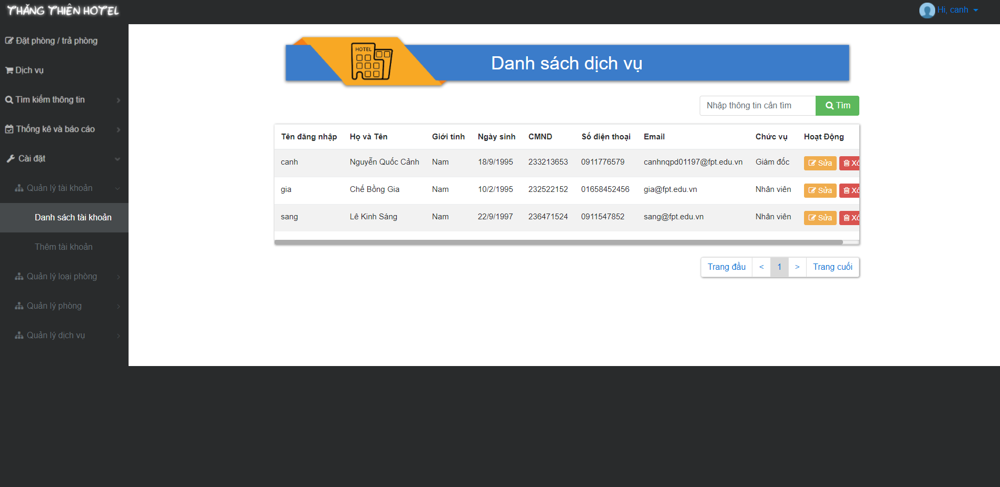 THĂNG THIÊN HOTEL
Hi, canh
Đặt phòng / trả phòng
Dịch vụ
Tìm kiếm thông tin
Thống kê và báo cáo
Cài đặt
Quản lý tài khoản
Danh sách tài khoản
Thêm tài khoản
Quản lý loại phòng
Quản lý phòng
Quản lý dịch vụ
HOTEL
Danh sách dịch vụ
Nhập thông tin cần tìm Tìm
Tên đăng nhập Họ và Tên Giới tính Ngày sinh CMND Số điện thoại Email Chức vụ Hoạt Động
canh Nguyễn Quốc Cảnh Nam 18/9/1995 233213653 0911776579 canhnqpd01197@fpt.edu.vn Giám đốc Sửa Xó
gia Chế Bồng Gia Nam 10/2/1995 232522152 01658452456 gia@fpt.edu.vn Nhân viên Sửa Xó
sang Lê Kinh Sáng Nam 22/9/1997 236471524 0911547852 sang@fpt.edu.vn Nhân viên Sửa Xó
Trang đầu < 1 > Trang cuối